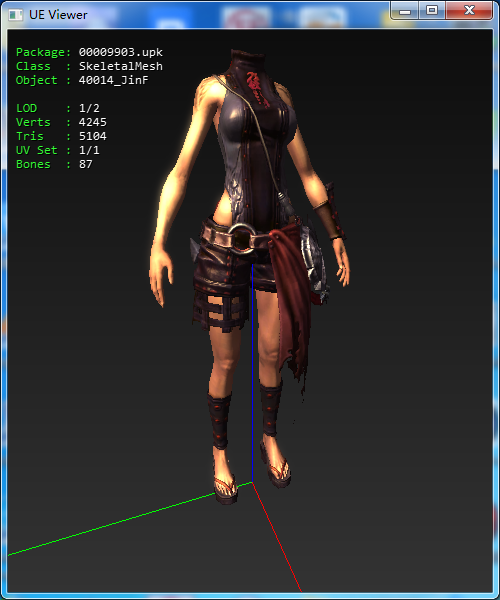 UE Viewer
Package: 00009903.upk
Class : SkeletalMesh
Object : 40014_JinF
LOD : 1/2
Verts : 4245
Tris : 5104
UV Set : 1/1
Bones : 87